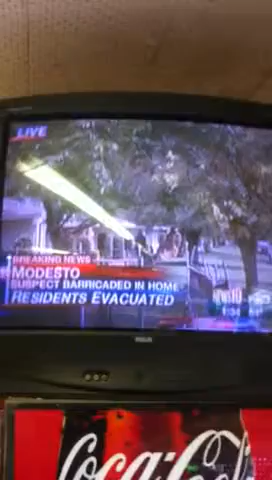 LIVE
BREAKING NEWS
MODESTO
SUSPECT BARRICADED IN HOME
RESIDENTS EVACUATED
RCA
Coca-Cola